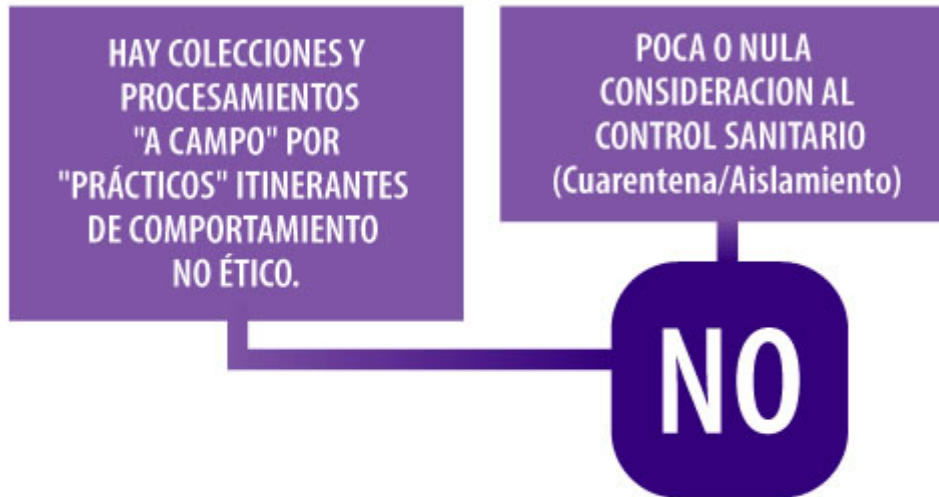 HAY COLECCIONES Y
PROCESAMIENTOS
"A CAMPO" POR
"PRÁCTICOS" ITINERANTES
DE COMPORTAMIENTO
NO ÉTICO.
POCA O NULA
CONSIDERACION AL
CONTROL SANITARIO
(Cuarentena/Aislamiento)
NO